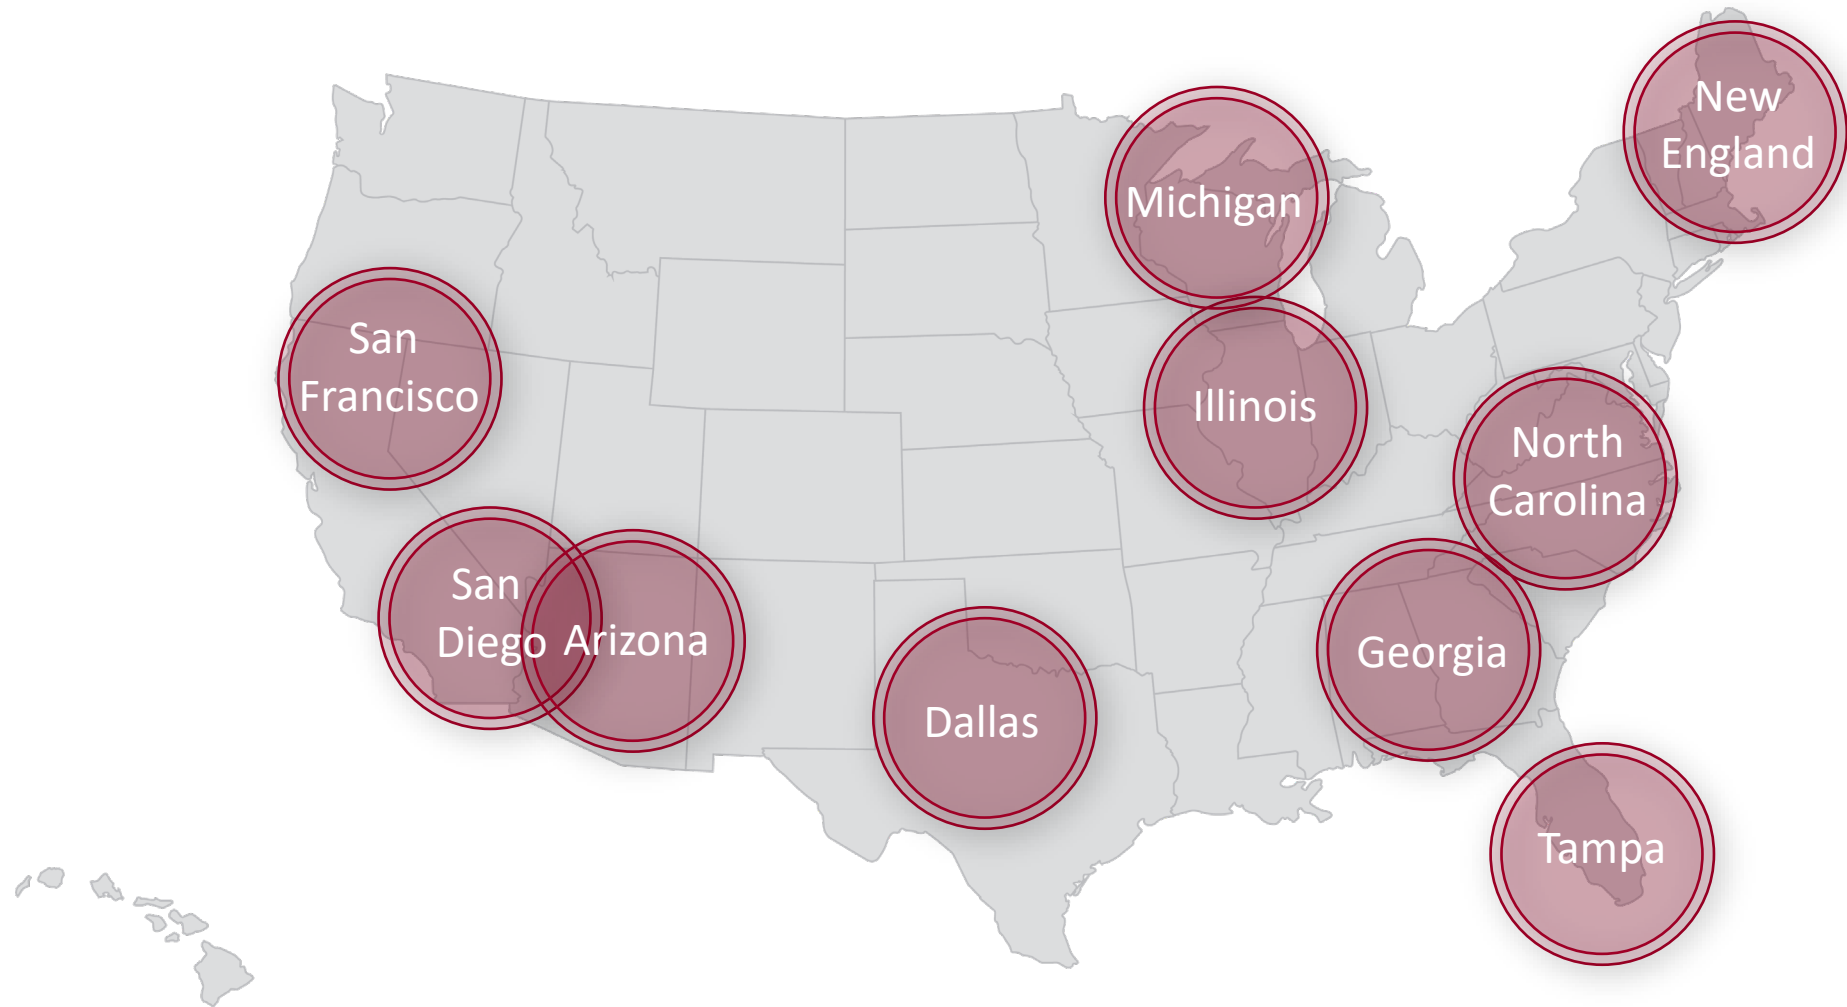 New
England
Michigan
San
Francisco
Illinois
North
Carolina
San
Diego
Arizona
Georgia
Dallas
Tampa